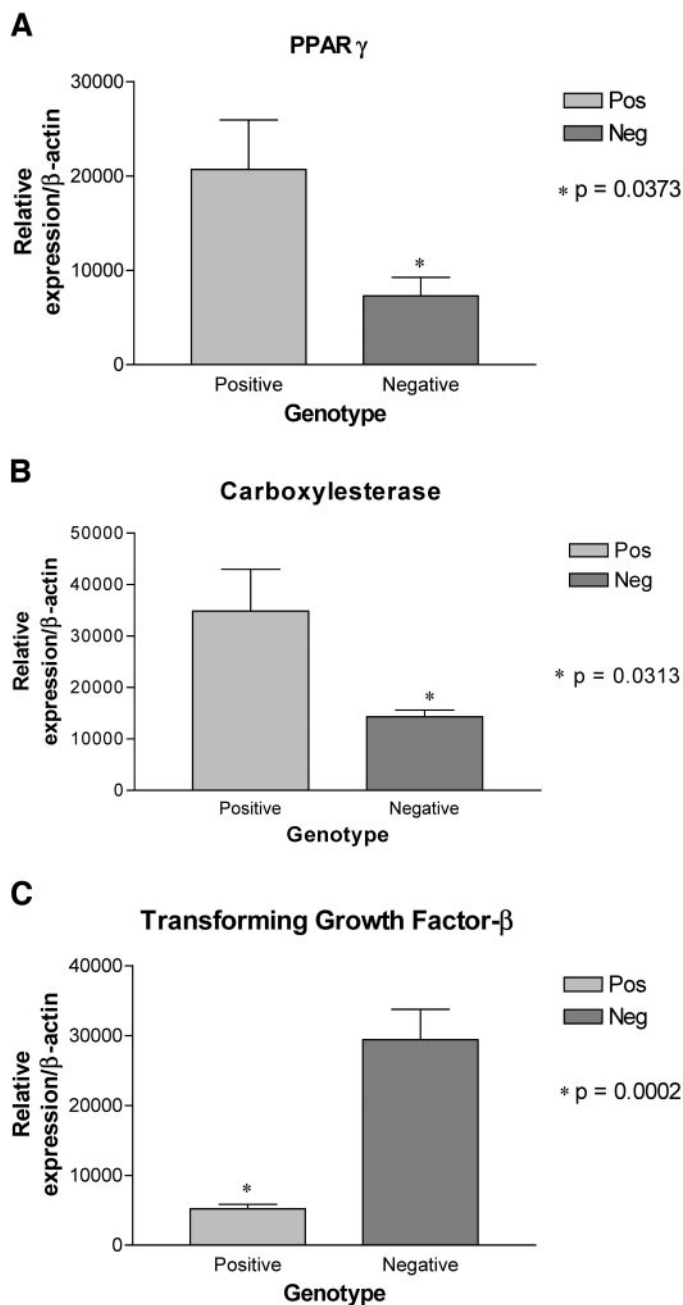 A
PPAR γ
Relative
expression/β-actin
30000
20000
10000
0
*
Positive
Negative
Genotype
Pos
Neg
* p = 0.0373
B
Carboxylesterase
Relative
expression/β-actin
50000
40000
30000
20000
10000
0
*
Positive
Negative
Genotype
Pos
Neg
* p = 0.0313
C
Transforming Growth Factor-β
Relative
expression/β-actin
40000
30000
20000
10000
0
*
Positive
Negative
Genotype
Pos
Neg
* p = 0.0002